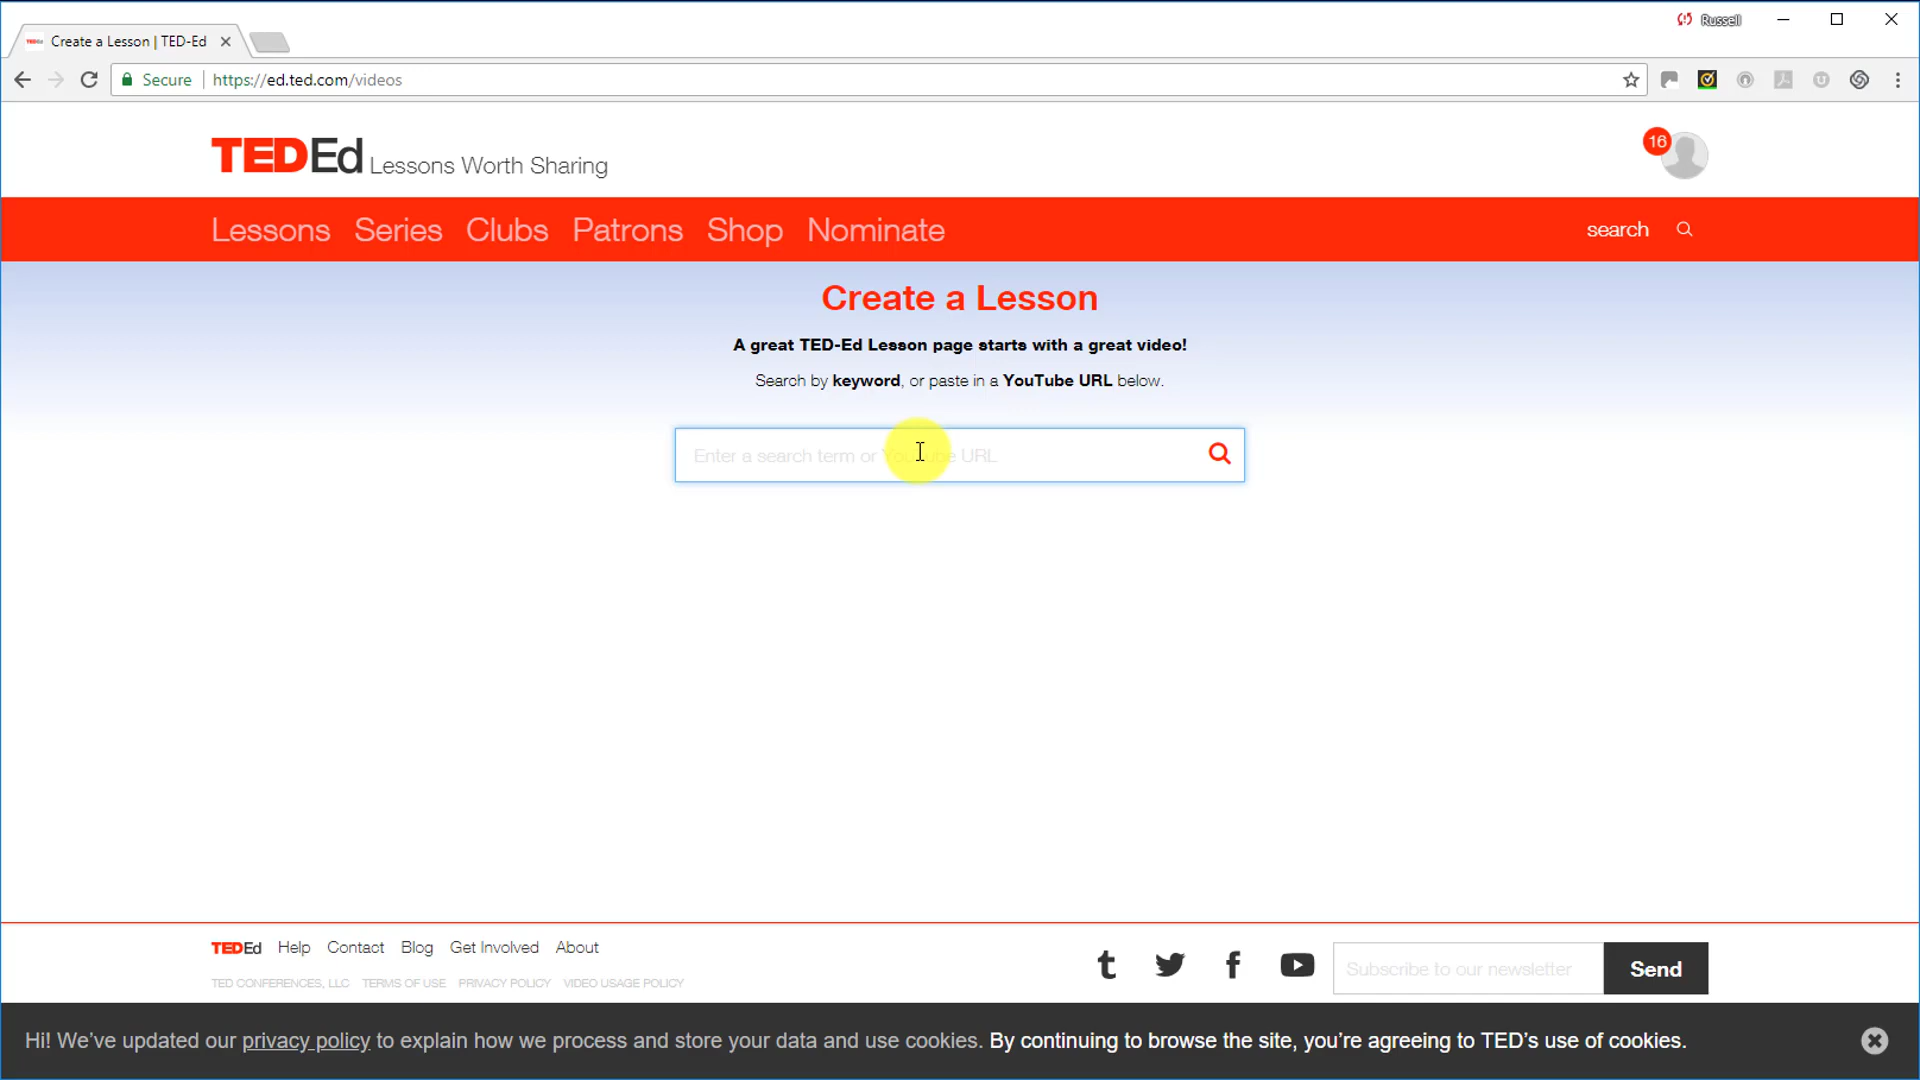 Russell
Create a Lesson | TED-Ed
Secure https://ed.ted.com/videos
TEDEd Lessons Worth Sharing
16
Lessons Series Clubs Patrons Shop Nominate search
Create a Lesson
A great TED-Ed Lesson page starts with a great video!
Search by keyword, or paste in a YouTube URL below.
Enter a search term or YouTube URL
TEDEd Help Contact Blog Get Involved About
TED CONFERENCES, LLC TERMS OF USE PRIVACY POLICY VIDEO USAGE POLICY
Subscribe to our newsletter Send
Hi! We've updated our privacy policy to explain how we process and store your data and use cookies. By continuing to browse the site, you're agreeing to TED's use of cookies.